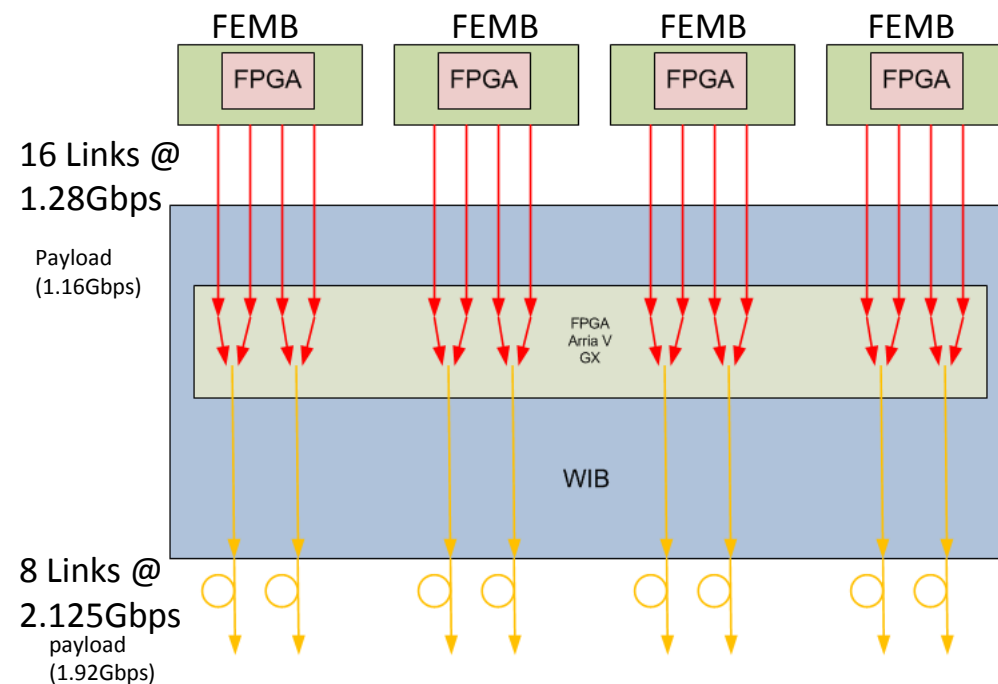 FEMB FEMB FEMB FEMB
FPGA FPGA FPGA FPGA
16 Links @
1.28Gbps
Payload
(1.16Gbps)
FPGA
Arria V
GX
WIB
8 Links @
2.125Gbps
payload
(1.92Gbps)